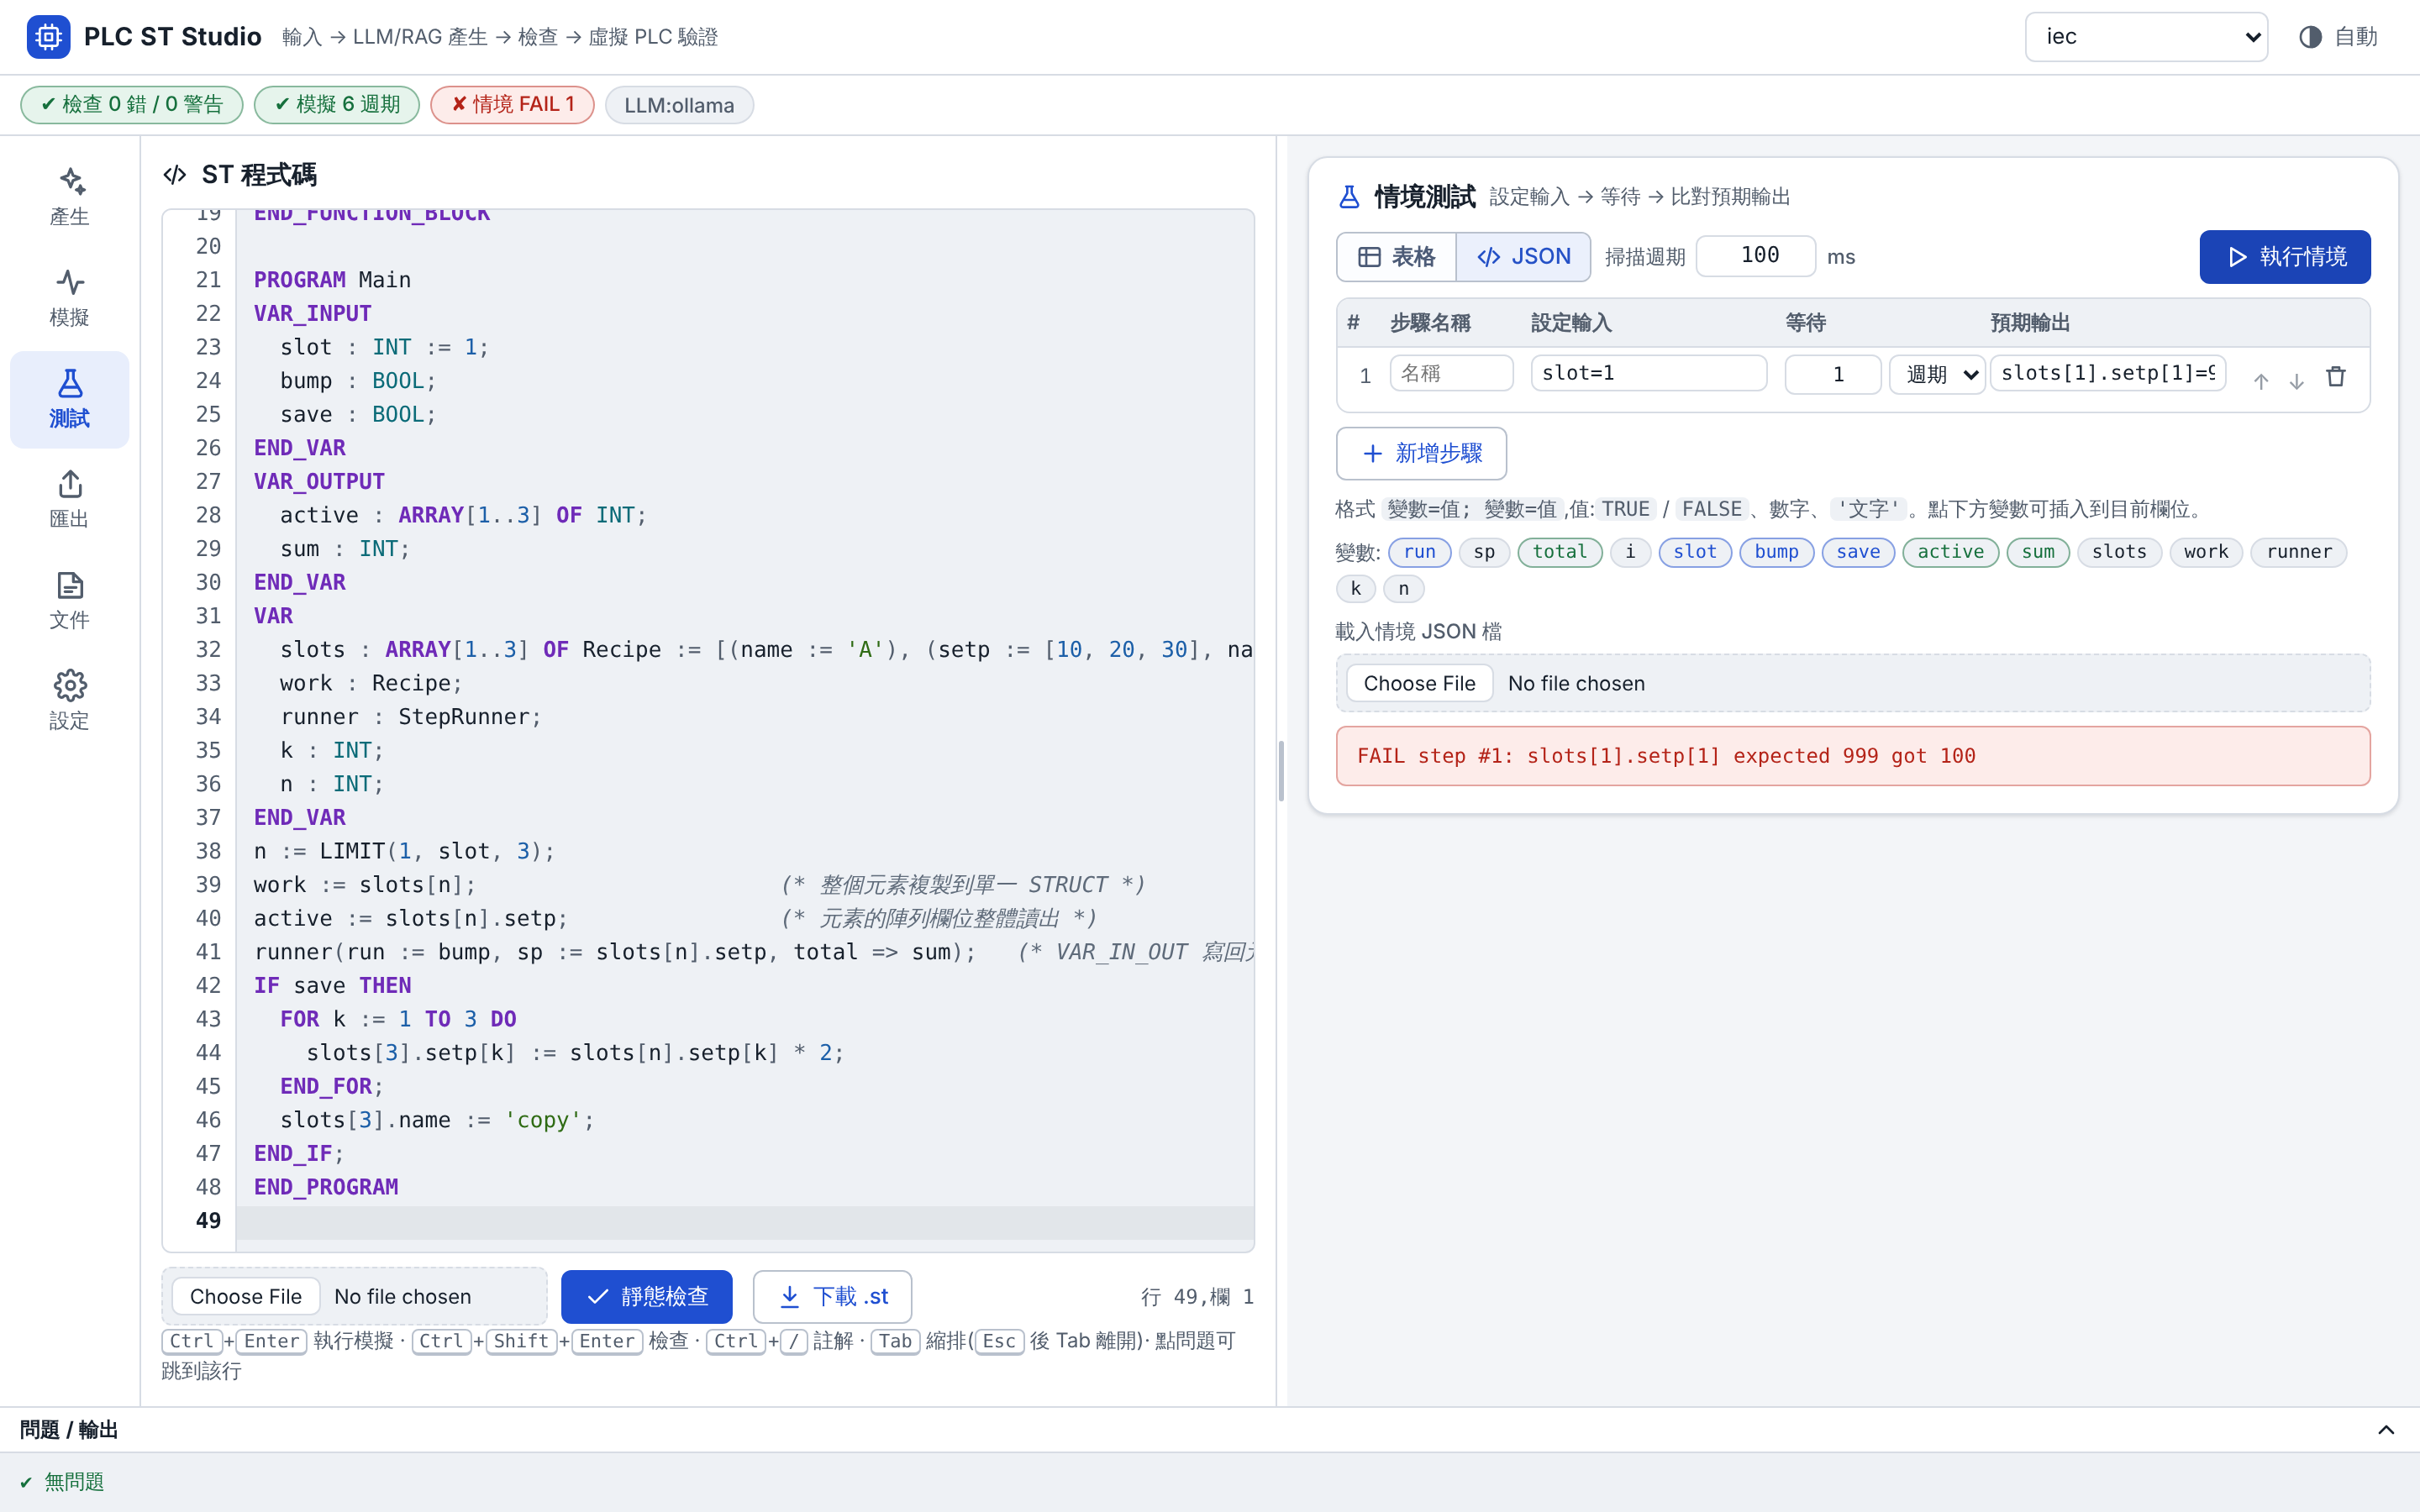 PLC ST Studio 輸入 → LLM/RAG 產生 → 檢查 → 虛擬 PLC 驗證
iec
自動
✔ 檢查 0 錯 / 0 警告
✔ 模擬 6 週期
✘ 情境 FAIL 1
LLM:ollama
產生
模擬
測試
匯出
文件
設定
ST 程式碼
19 END_FUNCTION_BLOCK
20
21 PROGRAM Main
22 VAR_INPUT
23 slot : INT := 1;
24 bump : BOOL;
25 save : BOOL;
26 END_VAR
27 VAR_OUTPUT
28 active : ARRAY[1..3] OF INT;
29 sum : INT;
30 END_VAR
31 VAR
32 slots : ARRAY[1..3] OF Recipe := [(name := 'A'), (setp := [10, 20, 30], na
33 work : Recipe;
34 runner : StepRunner;
35 k : INT;
36 n : INT;
37 END_VAR
38 n := LIMIT(1, slot, 3);
39 work := slots[n]; (* 整個元素複製到單一 STRUCT *)
40 active := slots[n].setp; (* 元素的陣列欄位整體讀出 *)
41 runner(run := bump, sp := slots[n].setp, total => sum); (* VAR_IN_OUT 寫回
42 IF save THEN
43 FOR k := 1 TO 3 DO
44 slots[3].setp[k] := slots[n].setp[k] * 2;
45 END_FOR;
46 slots[3].name := 'copy';
47 END_IF;
48 END_PROGRAM
49
Choose File No file chosen
靜態檢查
下載 .st
行 49,欄 1
Ctrl+Enter 執行模擬 · Ctrl+Shift+Enter 檢查 · Ctrl+/ 註解 · Tab 縮排(Esc 後 Tab 離開)· 點問題可
跳到該行
情境測試 設定輸入 → 等待 → 比對預期輸出
表格 JSON 掃描週期 100 ms
執行情境
# 步驟名稱 設定輸入 等待 預期輸出
1 名稱 slot=1 1 週期 slots[1].setp[1]=9
新增步驟
格式 變數=值; 變數=值 ,值: TRUE / FALSE 、數字、 '文字' 。點下方變數可插入到目前欄位。
變數: run sp total i slot bump save active sum slots work runner
k n
載入情境 JSON 檔
Choose File No file chosen
FAIL step #1: slots[1].setp[1] expected 999 got 100
問題 / 輸出
✔ 無問題